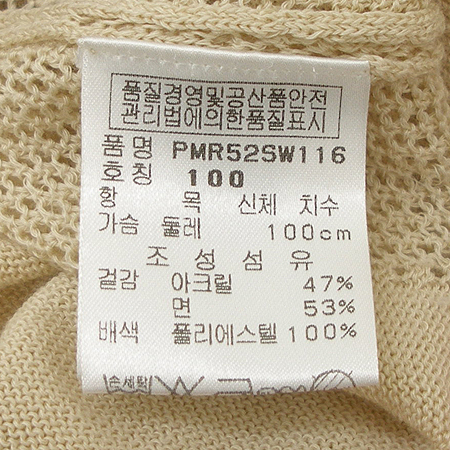 품질경영및공산품안전
관리법에의한품질표시
품명 PMR52SW116
호칭 100
항 목 신체 치수
가슴 둘레 100cm
조성섬유
겉감 아크릴 47%
면 53%
배색 폴리에스텔 100%
손세탁